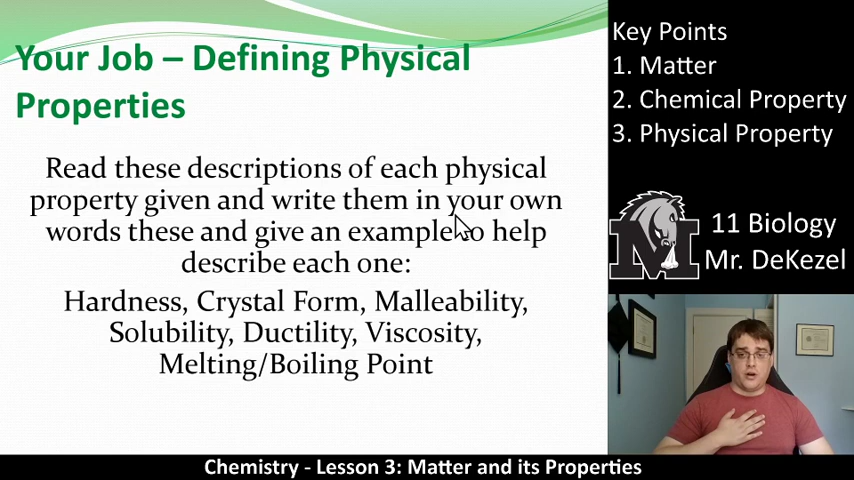 Your Job – Defining Physical
Properties
Read these descriptions of each physical
property given and write them in your own
words these and give an example to help
describe each one:
Hardness, Crystal Form, Malleability,
Solubility, Ductility, Viscosity,
Melting/Boiling Point
Key Points
1. Matter
2. Chemical Property
3. Physical Property
M
11 Biology
Mr. DeKezel
Chemistry - Lesson 3: Matter and its Properties